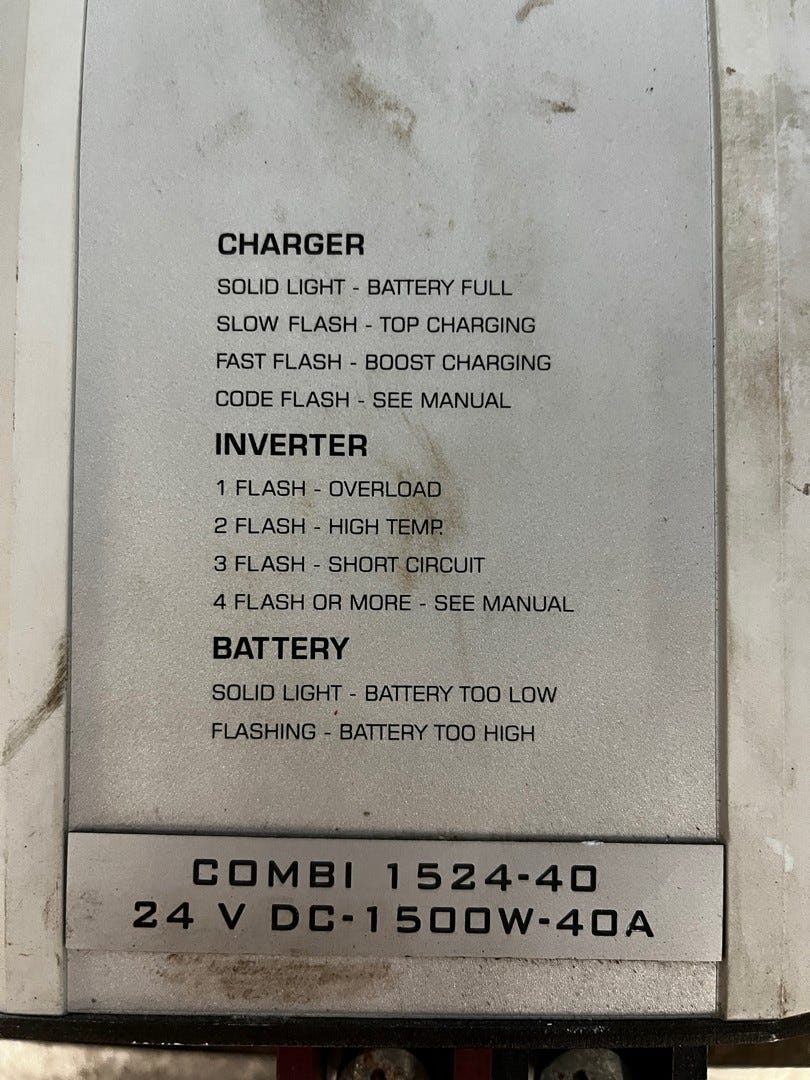 CHARGER
SOLID LIGHT - BATTERY FULL
SLOW FLASH - TOP CHARGING
FAST FLASH - BOOST CHARGING
CODE FLASH - SEE MANUAL
INVERTER
1 FLASH - OVERLOAD
2 FLASH - HIGH TEMP.
3 FLASH - SHORT CIRCUIT
4 FLASH OR MORE - SEE MANUAL
BATTERY
SOLID LIGHT - BATTERY TOO LOW
FLASHING - BATTERY TOO HIGH
COMBI 1524-40
24 V DC-1500W-40A